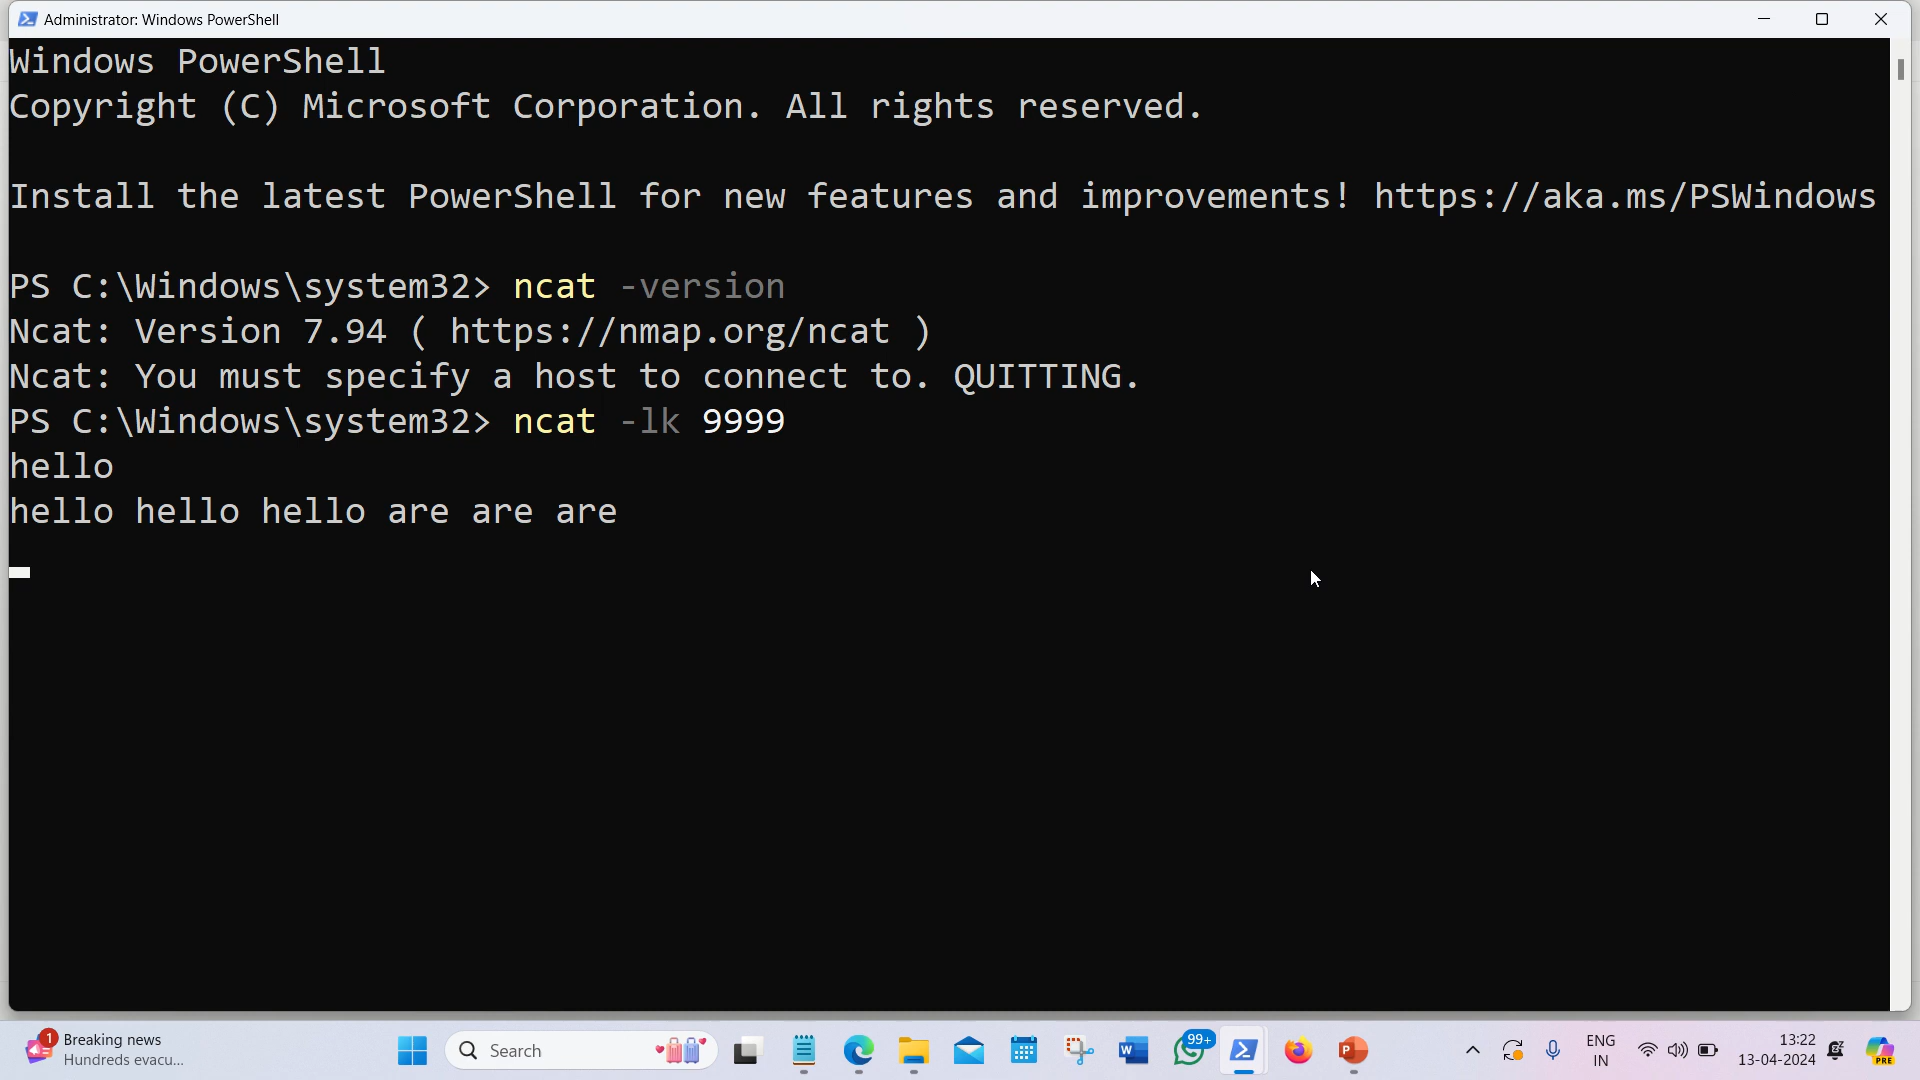 Administrator: Windows PowerShell
Windows PowerShell
Copyright (C) Microsoft Corporation. All rights reserved.
Install the latest PowerShell for new features and improvements! https://aka.ms/PSWindows
PS C:\Windows\system32> ncat -version
Ncat: Version 7.94 ( https://nmap.org/ncat )
Ncat: You must specify a host to connect to. QUITTING.
PS C:\Windows\system32> ncat -lk 9999
hello
hello hello hello are are are
1
Breaking news
Hundreds evacu...
Search
W
99+
P
ENG
IN
13:22
13-04-2024
PRE